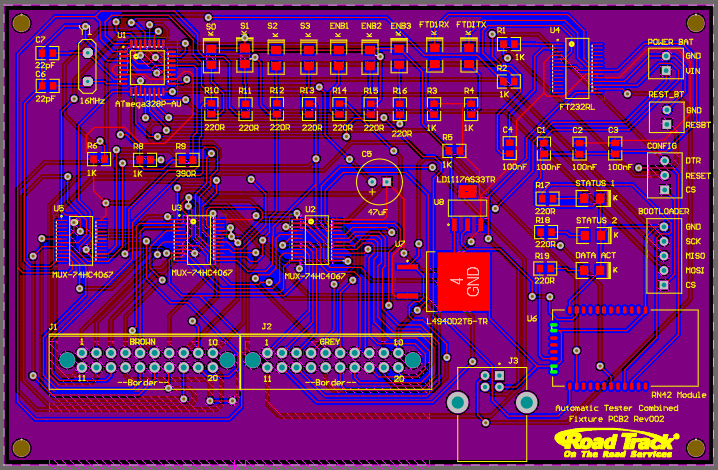 C7
22pF
C6
22pF
Y1
16MHz
U1
ATmega328P-AU
S0 S1 S2 S3 ENB1 ENB2 ENB3 FTDIRX FTDITX
R10 R11 R12 R13 R14 R15 R16 R3 R4
220R 220R 220R 220R 220R 220R 220R 1K 1K
R1
1K
R2
1K
U4
FT232RL
POWER BAT
GND
VIN
REST_BT
GND
RESBT
CONFIG
DTR
RESET
CS
BOOTLOADER
GND
SCK
MISO
MOSI
CS
C4 C1 C2 C3
100nF 100nF 100nF 100nF
R6 R8 R9
1K 1K 390R
R5
1K
C5
47uF
LD1117AS33TR
U8
R17
220R
STATUS 1
K
R18
220R
STATUS 2
K
R19
220R
DATA ACT
K
U5 U3 U2
MUX-74HC4067 MUX-74HC4067 MUX-74HC4067
U7
4
GND
L4940D2T5-TR
U6
RN42 Module
J1
1 BROWN 10
11 --Border-- 20
J2
1 GREY 10
11 --Border-- 20
J3
Automatic Tester Combined
Fixture PCB2 Rev002
Road Track
On The Road Services